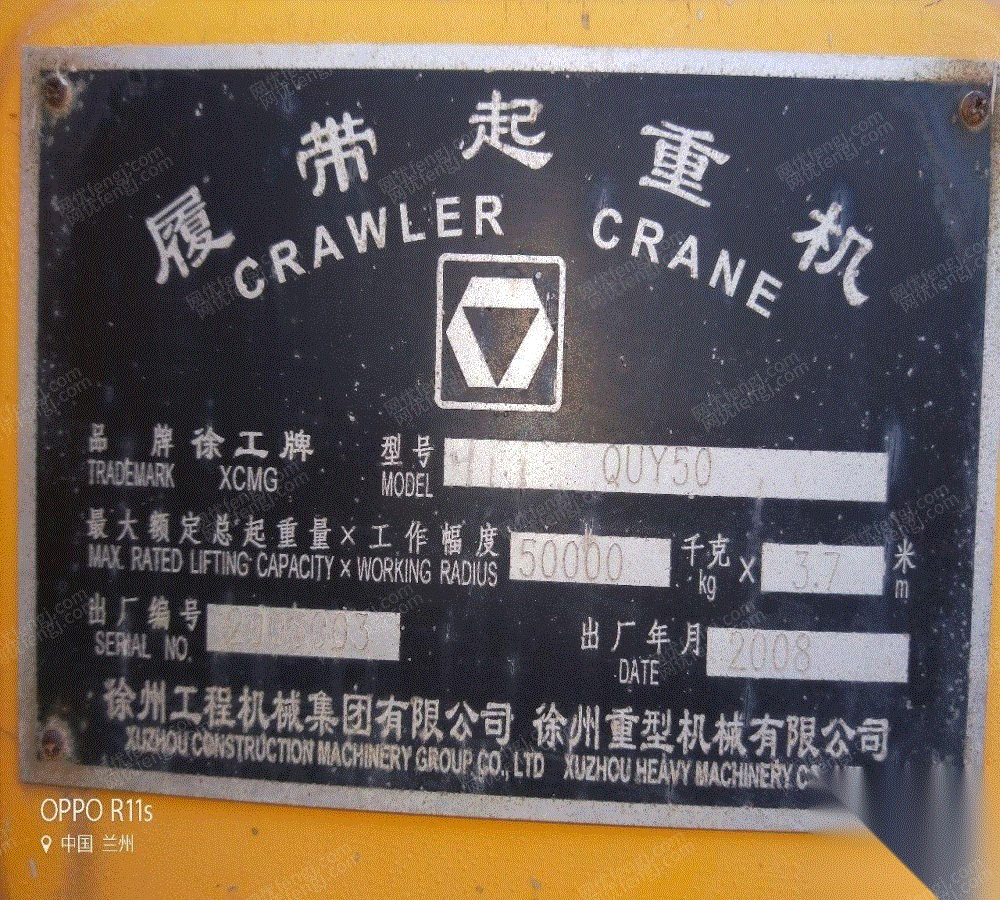 履带起重机
CRAWLER CRANE
品牌 徐工牌 型号 QUY50
TRADEMARK XCMG MODEL
最大额定总起重量×工作幅度 50000 千克 × 3.7 米
MAX. RATED LIFTING CAPACITY × WORKING RADIUS kg m
出厂编号 出厂年月 2008
SERIAL NO. DATE
徐州工程机械集团有限公司 徐州重型机械有限公司
XUZHOU CONSTRUCTION MACHINERY GROUP CO., LTD XUZHOU HEAVY MACHINERY
OPPO R11s
中国 兰州